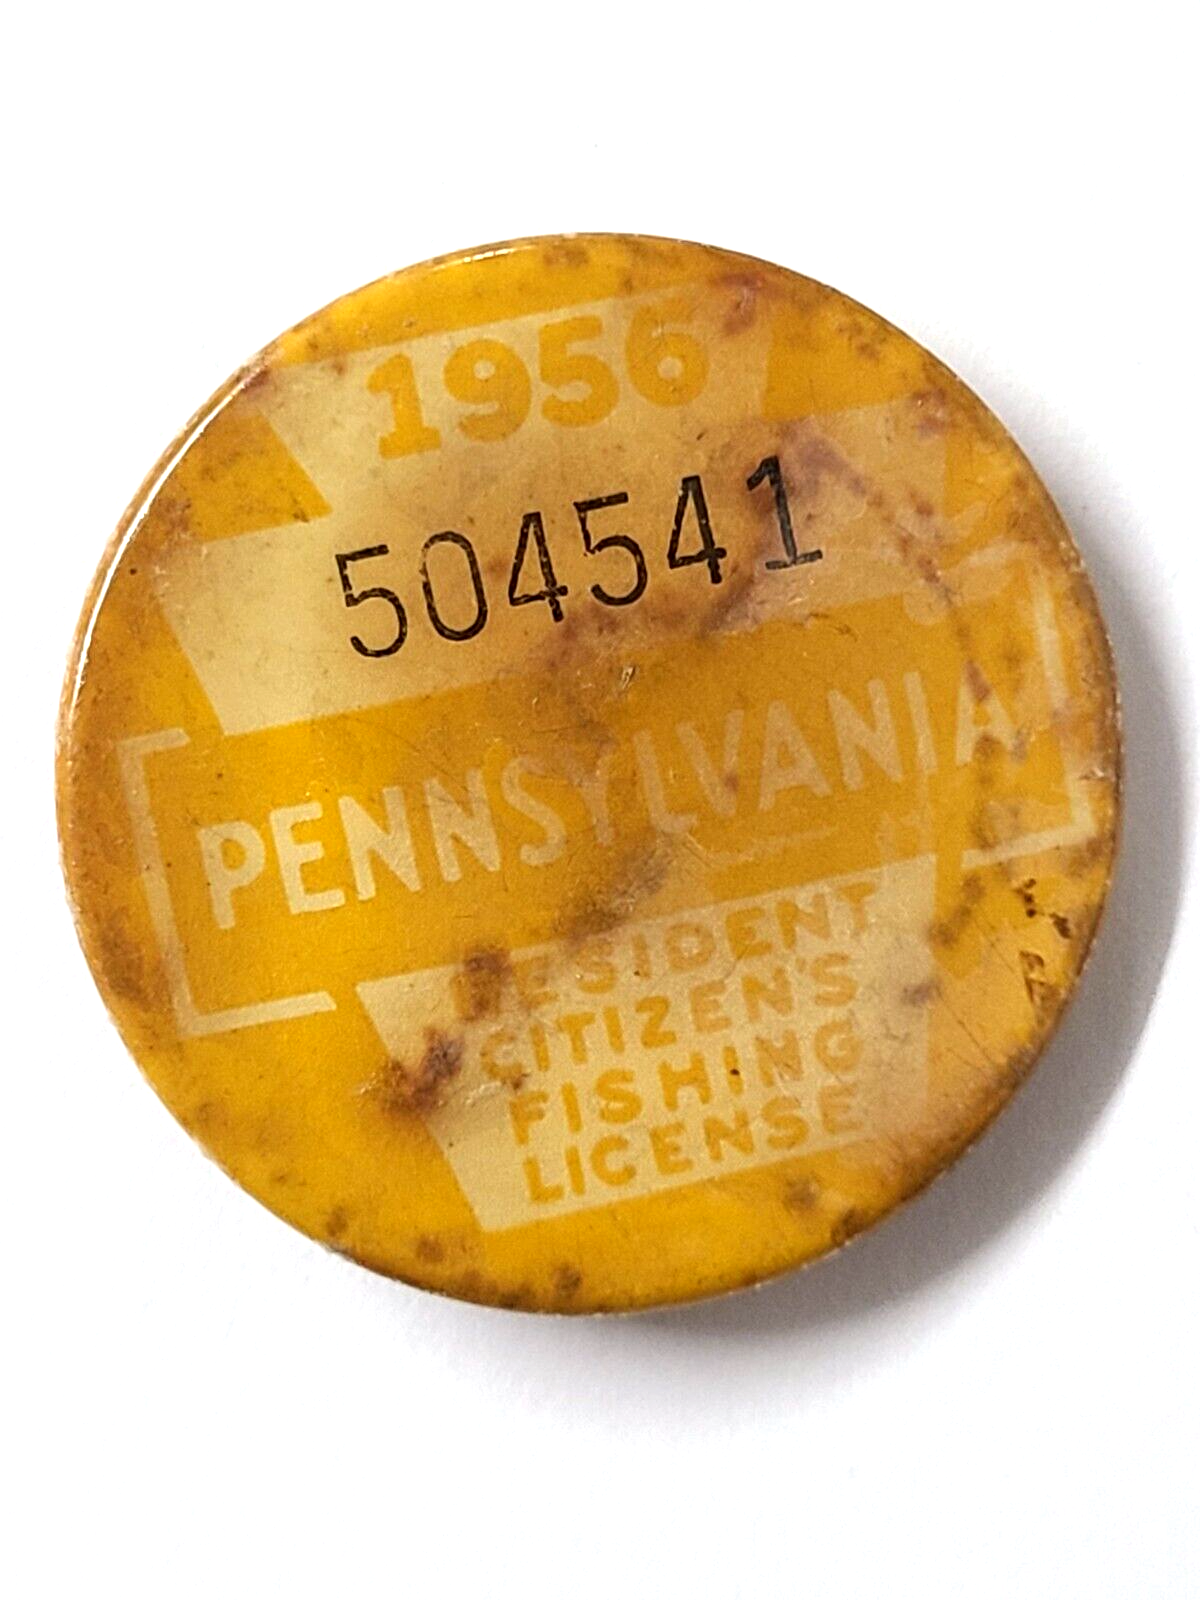 1956
504541
PENNSYLVANIA
RESIDENT
CITIZEN'S
FISHING
LICENSE